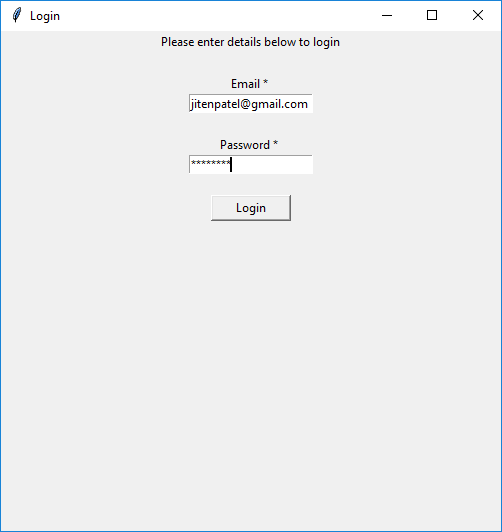 Login
Please enter details below to login
Email *
jitenpatel@gmail.com
Password *
********
Login